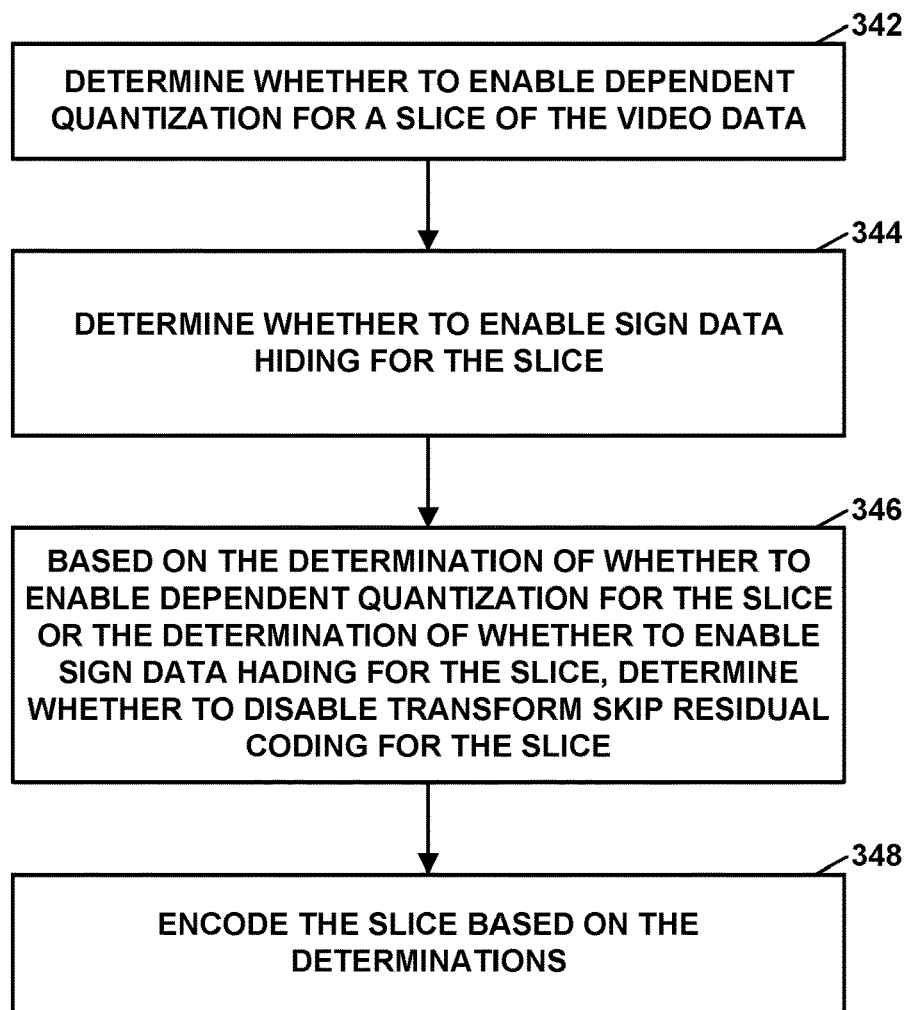 342
DETERMINE WHETHER TO ENABLE DEPENDENT
QUANTIZATION FOR A SLICE OF THE VIDEO DATA
344
DETERMINE WHETHER TO ENABLE SIGN DATA
HIDING FOR THE SLICE
346
BASED ON THE DETERMINATION OF WHETHER TO
ENABLE DEPENDENT QUANTIZATION FOR THE SLICE
OR THE DETERMINATION OF WHETHER TO ENABLE
SIGN DATA HADING FOR THE SLICE, DETERMINE
WHETHER TO DISABLE TRANSFORM SKIP RESIDUAL
CODING FOR THE SLICE
348
ENCODE THE SLICE BASED ON THE
DETERMINATIONS